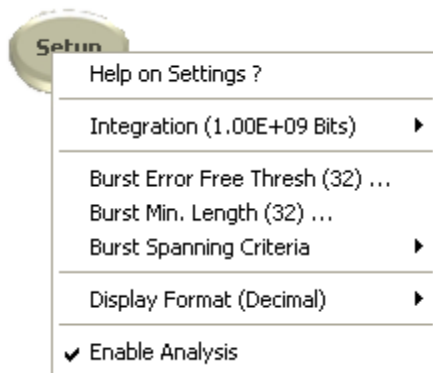 Setup
Help on Settings ?
Integration (1.00E+09 Bits)
Burst Error Free Thresh (32) ...
Burst Min. Length (32) ...
Burst Spanning Criteria
Display Format (Decimal)
Enable Analysis